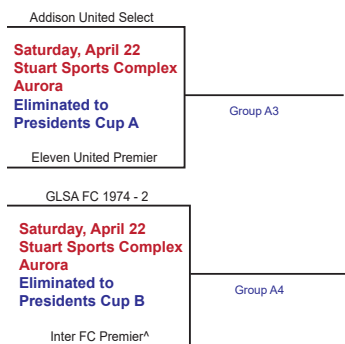 Addison United Select
Saturday, April 22
Stuart Sports Complex
Aurora
Eliminated to
Presidents Cup A
Group A3
Eleven United Premier
GLSA FC 1974 - 2
Saturday, April 22
Stuart Sports Complex
Aurora
Eliminated to
Presidents Cup B
Group A4
Inter FC Premier^